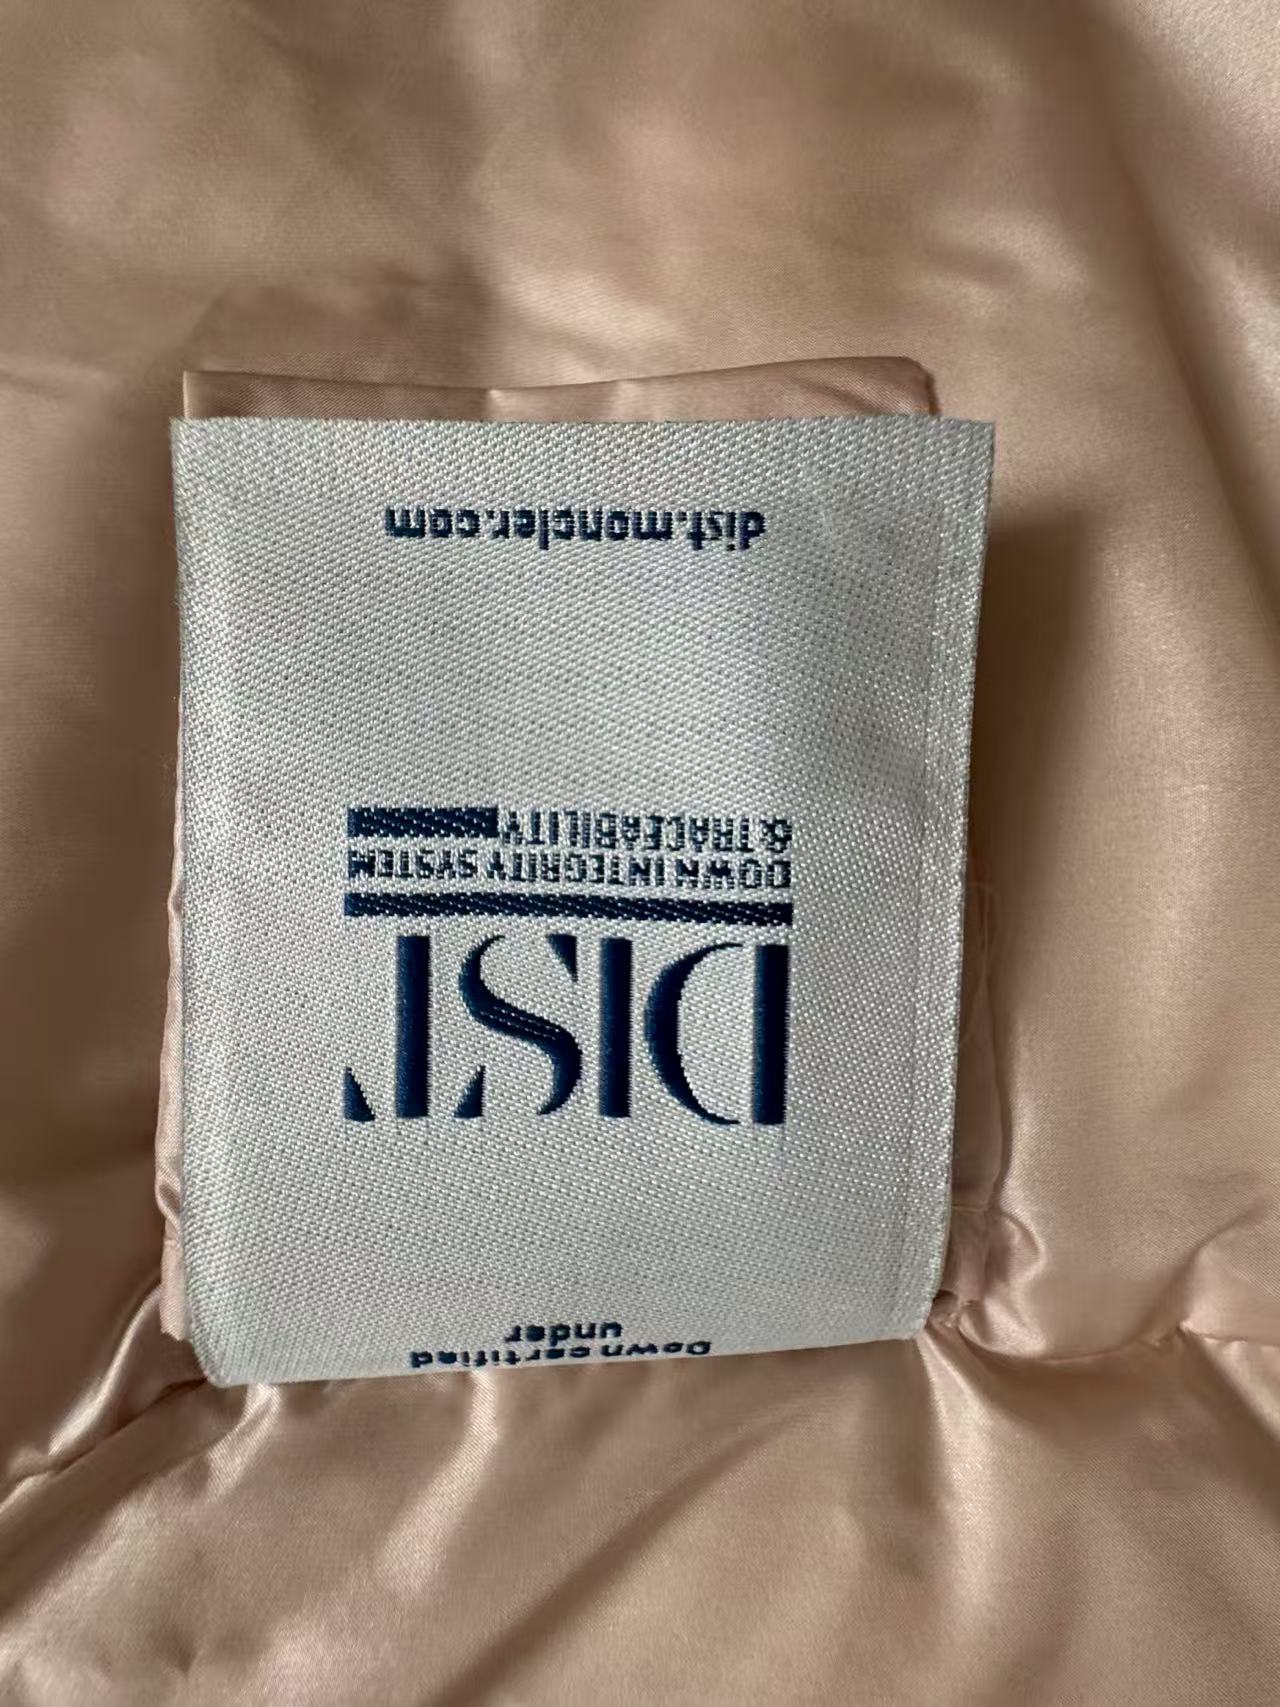 Down certified
under
DIST
DOWN INTEGRITY SYSTEM
& TRACEABILITY
dist.moncler.com